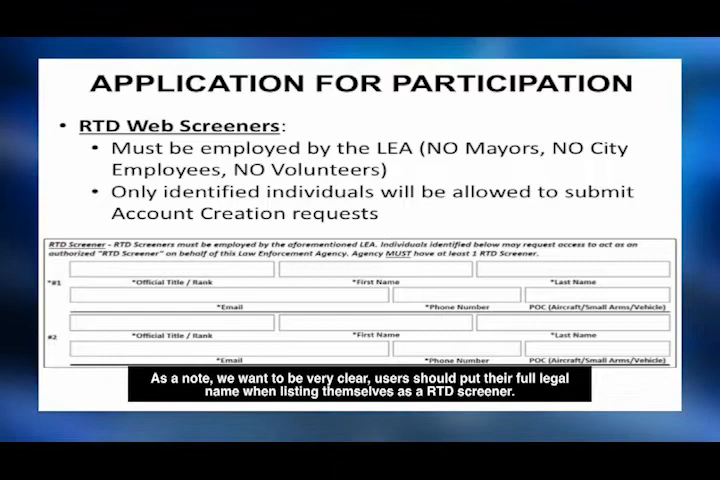 APPLICATION FOR PARTICIPATION
• RTD Web Screeners:
• Must be employed by the LEA (NO Mayors, NO City
Employees, NO Volunteers)
• Only identified individuals will be allowed to submit
Account Creation requests
RTD Screener - RTD Screeners must be employed by the aforementioned LEA. Individuals identified below may request access to act as an
authorized "RTD Screener" on behalf of this Law Enforcement Agency. Agency MUST have at least 1 RTD Screener.
*#1 *Official Title / Rank *First Name *Last Name
*Email *Phone Number POC (Aircraft/Small Arms/Vehicle)
#2 *Official Title / Rank *First Name *Last Name
*Email *Phone Number POC (Aircraft/Small Arms/Vehicle)
As a note, we want to be very clear, users should put their full legal
name when listing themselves as a RTD screener.